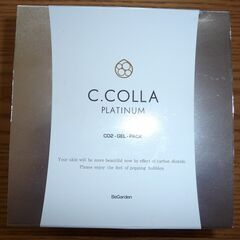 C.COLLA
PLATINUM
CO2・GEL・PACK
Your skin will be more beautiful now by effect of carbon dioxide.
Please enjoy the feel of popping bubbles.
BeGarden